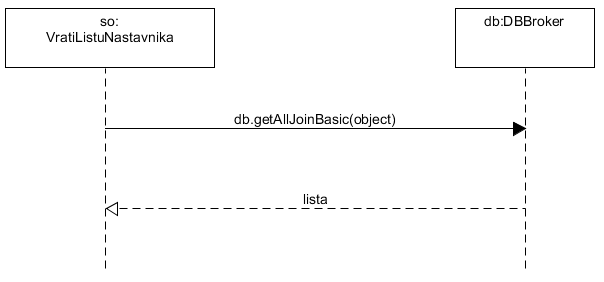 so:
VratiListuNastavnika
db:DBBroker
db.getAllJoinBasic(object)
lista